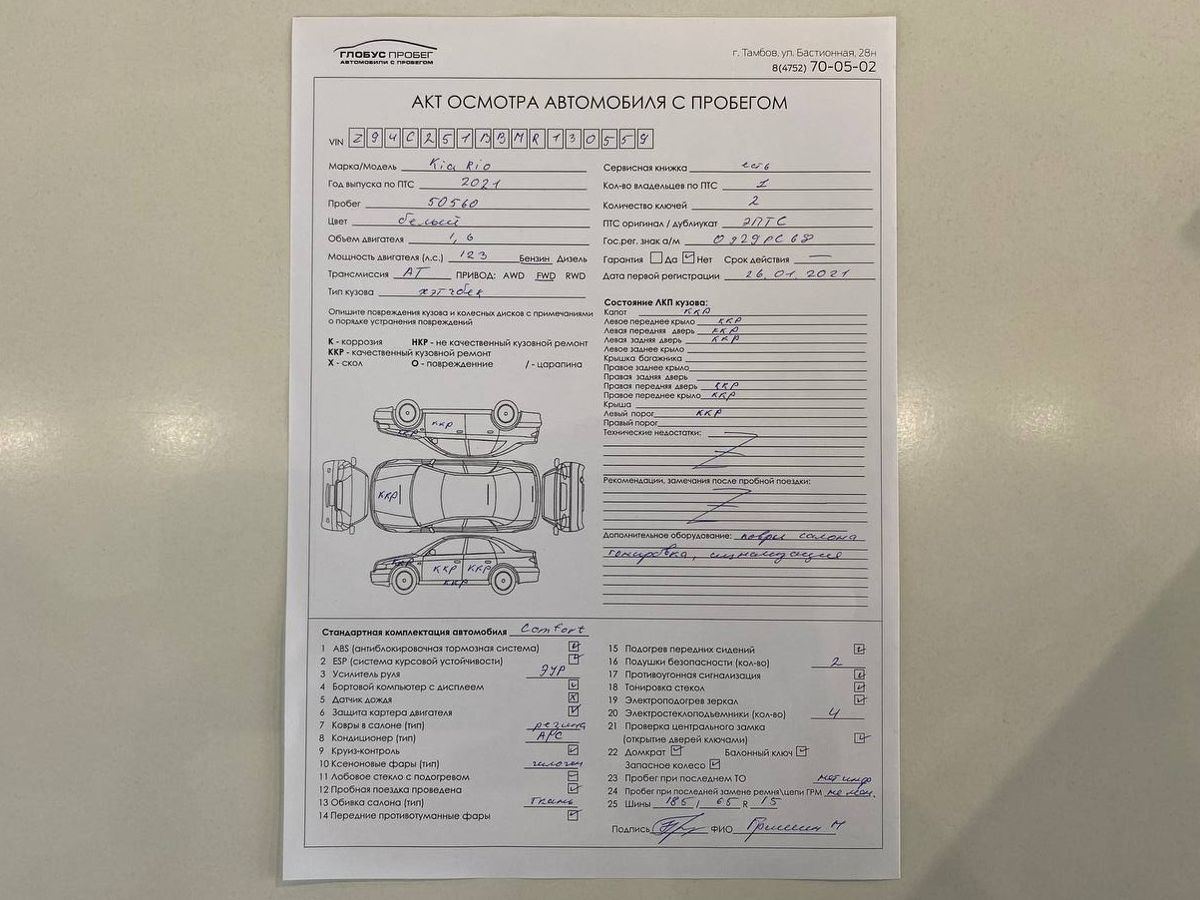 ГЛОБУС ПРОБЕГ
АВТОМОБИЛИ С ПРОБЕГОМ
г. Тамбов, ул. Бастионная, 28н
8(4752) 70-05-02
АКТ ОСМОТРА АВТОМОБИЛЯ С ПРОБЕГОМ
VIN Z94C251BBMR130559
Марка/Модель Kia Rio
Год выпуска по ПТС 2021
Пробег 50560
Цвет белый
Объем двигателя 1,6
Мощность двигателя (л.с.) 123 Бензин Дизель
Трансмиссия АТ ПРИВОД: AWD FWD RWD
Тип кузова хэтчбек
Опишите повреждения кузова и колесных дисков с примечаниями
о порядке устранения повреждений
К - коррозия НКР - не качественный кузовной ремонт
ККР - качественный кузовной ремонт
Х - скол О - повреждение / - царапина
ККР
ККР
ККР
ККР
ККР ККР
ККР
Сервисная книжка есть
Кол-во владельцев по ПТС 1
Количество ключей 2
ПТС оригинал / дубликат ЭПТС
Гос.рег. знак а/м О929РС68
Гарантия Да Нет Срок действия —
Дата первой регистрации 26.01.2021
Состояние ЛКП кузова:
Капот ККР
Левое переднее крыло ККР
Левая передняя дверь ККР
Левая задняя дверь ККР
Левое заднее крыло
Крышка багажника
Правое заднее крыло
Правая задняя дверь
Правая передняя дверь ККР
Правое переднее крыло ККР
Крыша
Левый порог ККР
Правый порог
Технические недостатки:
Рекомендации, замечания после пробной поездки:
Дополнительное оборудование: ковры салона
тонировка, сигнализация
Стандартная комплектация автомобиля Comfort
1 ABS (антиблокировочная тормозная система)
2 ESP (система курсовой устойчивости)
3 Усилитель руля ЭУР
4 Бортовой компьютер с дисплеем
5 Датчик дождя
6 Защита картера двигателя
7 Ковры в салоне (тип) резина
8 Кондиционер (тип)
9 Круиз-контроль
10 Ксеноновые фары (тип) галоген
11 Лобовое стекло с подогревом
12 Пробная поездка проведена
13 Обивка салона (тип) ткань
14 Передние противотуманные фары
15 Подогрев передних сидений
16 Подушки безопасности (кол-во) 2
17 Противоугонная сигнализация
18 Тонировка стекол
19 Электроподогрев зеркал
20 Электростеклоподъемники (кол-во) 4
21 Проверка центрального замка
(открытие дверей ключами)
22 Домкрат Балонный ключ
Запасное колесо
23 Пробег при последнем ТО нет инф
24 Пробег при последней замене ремня\цепи ГРМ не мен.
25 Шины 185 / 65 R 15
Подпись ФИО М